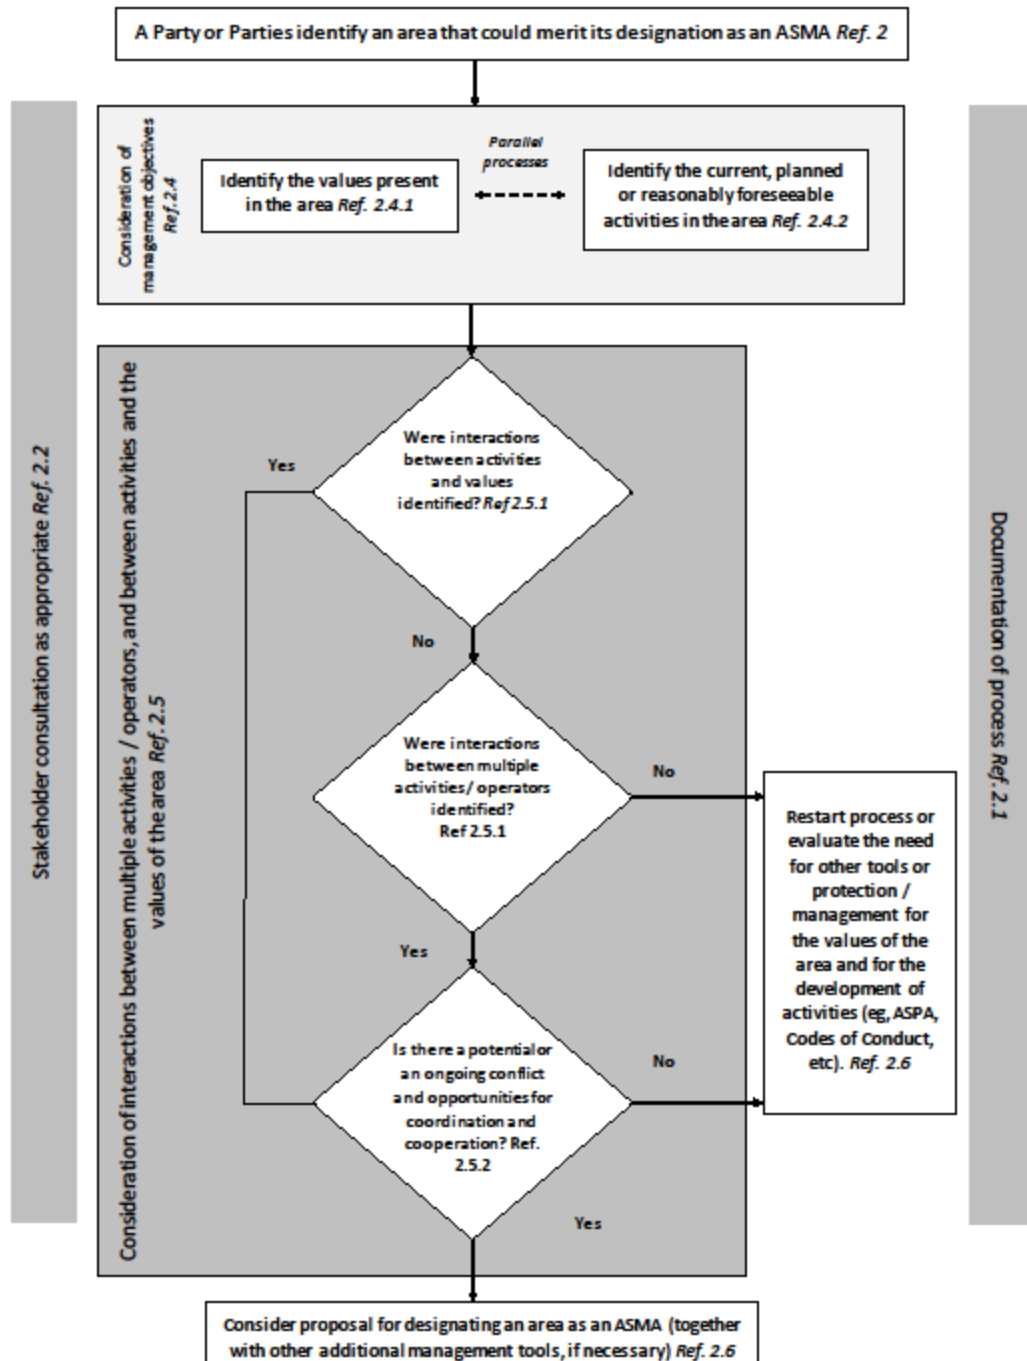 A Party or Parties identify an area that could merit its designation as an ASMA Ref. 2
Stakeholder consultation as appropriate Ref. 2.2
Documentation of process Ref. 2.1
Consideration of
management objectives
Ref. 2.4
Identify the values present
in the area Ref. 2.4.1
Parallel
processes
Identify the current, planned
or reasonably foreseeable
activities in the area Ref. 2.4.2
Consideration of interactions between multiple activities / operators, and between activities and the
values of the area Ref. 2.5
Were interactions
between activities
and values
identified? Ref 2.5.1
Yes
No
Were interactions
between multiple
activities/ operators
identified?
Ref 2.5.1
No
Yes
Restart process or
evaluate the need
for other tools or
protection /
management for
the values of the
area and for the
development of
activities (eg, ASPA,
Codes of Conduct,
etc). Ref. 2.6
Is there a potential or
an ongoing conflict
and opportunities for
coordination and
cooperation? Ref.
2.5.2
No
Yes
Consider proposal for designating an area as an ASMA (together
with other additional management tools, if necessary) Ref. 2.6